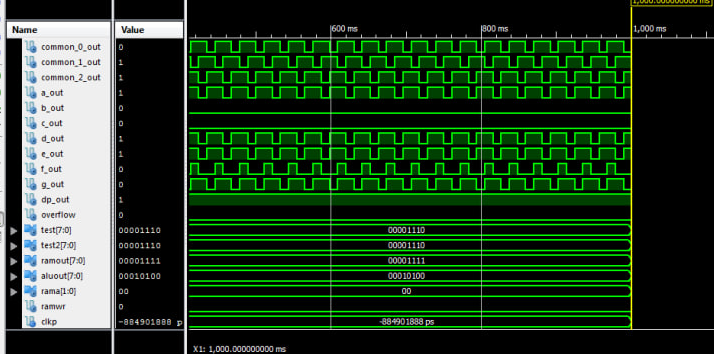 1,000.000000000 ms
Name Value 600 ms 800 ms 1,000 ms
common_0_out 0
common_1_out 1
common_2_out 1
a_out 1
b_out 0
c_out 0
d_out 1
e_out 1
f_out 0
g_out 0
dp_out 1
overflow 0
test[7:0] 00001110 00001110
test2[7:0] 00001110 00001110
ramout[7:0] 00001111 00001111
aluout[7:0] 00010100 00010100
rama[1:0] 00 00
ramwr 0
clkp -884901888 p -884901888 ps
X1: 1,000.000000000 ms